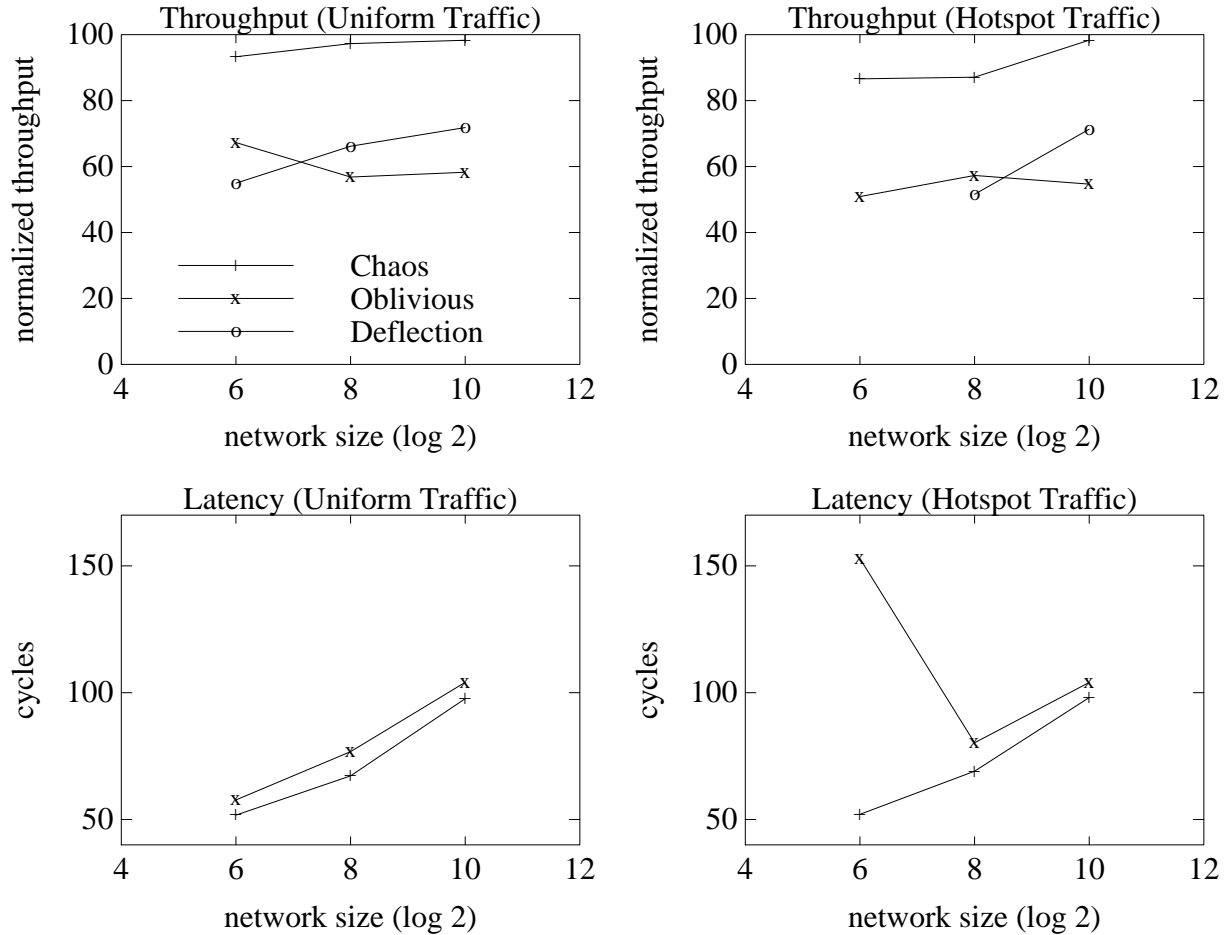 Throughput (Uniform Traffic)
100
80
60
40
20
0
normalized throughput
Chaos
Oblivious
Deflection
4 6 8 10 12
network size (log 2)
Throughput (Hotspot Traffic)
100
80
60
40
20
0
normalized throughput
4 6 8 10 12
network size (log 2)
Latency (Uniform Traffic)
150
100
50
cycles
4 6 8 10 12
network size (log 2)
Latency (Hotspot Traffic)
150
100
50
cycles
4 6 8 10 12
network size (log 2)